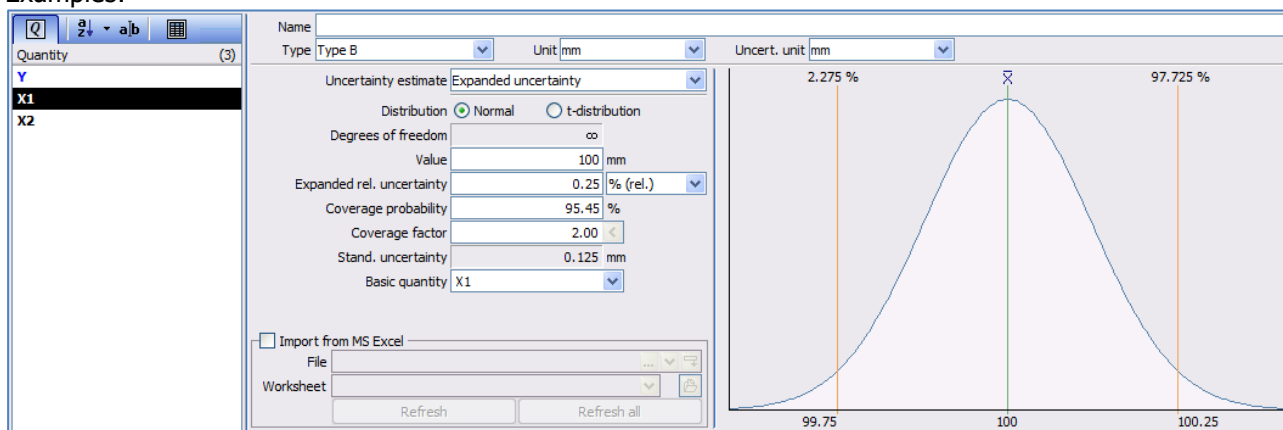 Examples:
Q a z a]b
Quantity (3)
Y
X1
X2
Name
Type Type B Unit mm Uncert. unit mm
Uncertainty estimate Expanded uncertainty
Distribution Normal t-distribution
Degrees of freedom ∞
Value 100 mm
Expanded rel. uncertainty 0.25 % (rel.)
Coverage probability 95.45 %
Coverage factor 2.00 <
Stand. uncertainty 0.125 mm
Basic quantity X1
Import from MS Excel
File ...
Worksheet
Refresh Refresh all
2.275 % X̅ 97.725 %
99.75 100 100.25